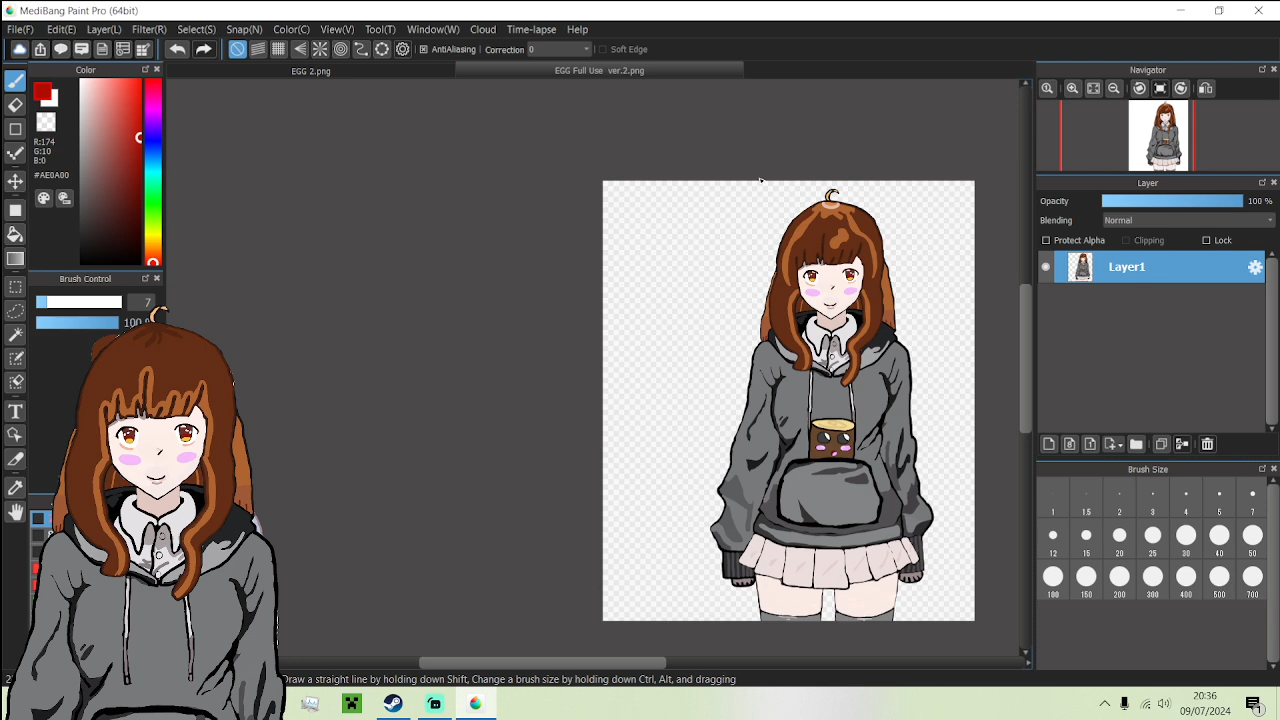 MediBang Paint Pro (64bit)
File(F) Edit(E) Layer(L) Filter(R) Select(S) Snap(N) Color(C) View(V) Tool(T) Window(W) Cloud Time-lapse Help
AntiAliasing Correction 0 Soft Edge
Color
EGG 2.png
EGG Full Use ver.2.png
Navigator
R:174
G:10
B:0
#AE0A00
Layer
Opacity 100 %
Blending Normal
Protect Alpha Clipping Lock
Layer1
Brush Control
7
100 %
T
Brush Size
1 1.5 2 3 4 5 7
12 15 20 25 30 40 50
100 150 200 300 400 500 700
Draw a straight line by holding down Shift, Change a brush size by holding down Ctrl, Alt, and dragging
20:36
09/07/2024
1